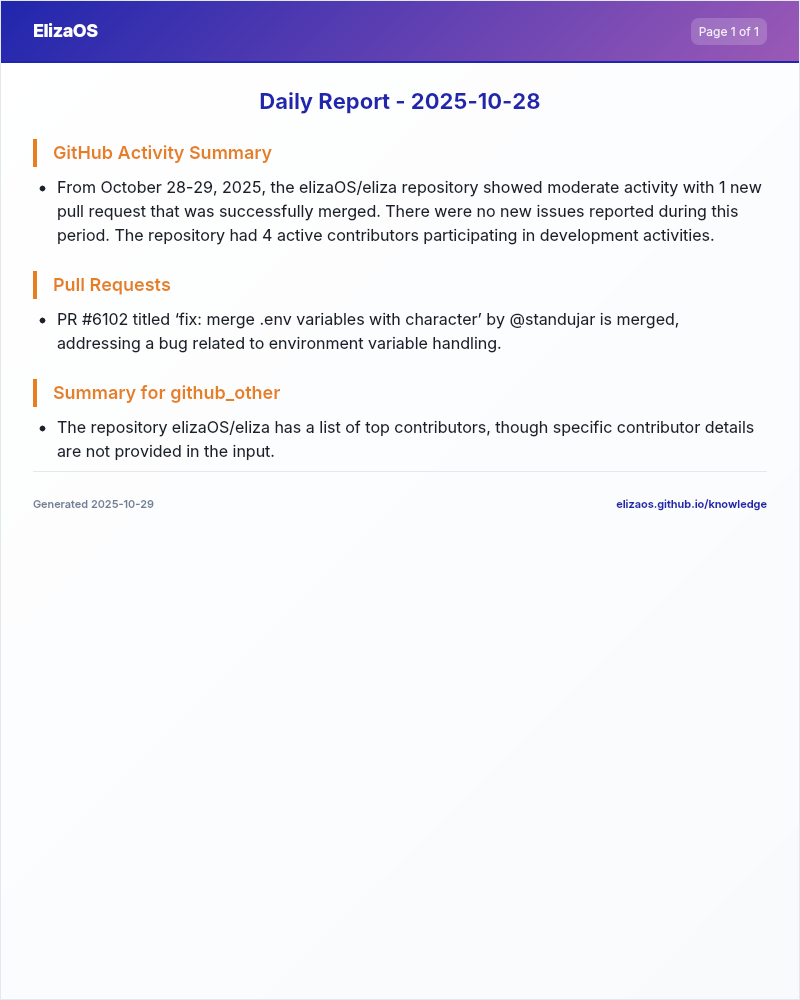 ElizaOS
Page 1 of 1
Daily Report - 2025-10-28
GitHub Activity Summary
• From October 28-29, 2025, the elizaOS/eliza repository showed moderate activity with 1 new
pull request that was successfully merged. There were no new issues reported during this
period. The repository had 4 active contributors participating in development activities.
Pull Requests
• PR #6102 titled ‘fix: merge .env variables with character’ by @standujar is merged,
addressing a bug related to environment variable handling.
Summary for github_other
• The repository elizaOS/eliza has a list of top contributors, though specific contributor details
are not provided in the input.
Generated 2025-10-29
elizaos.github.io/knowledge